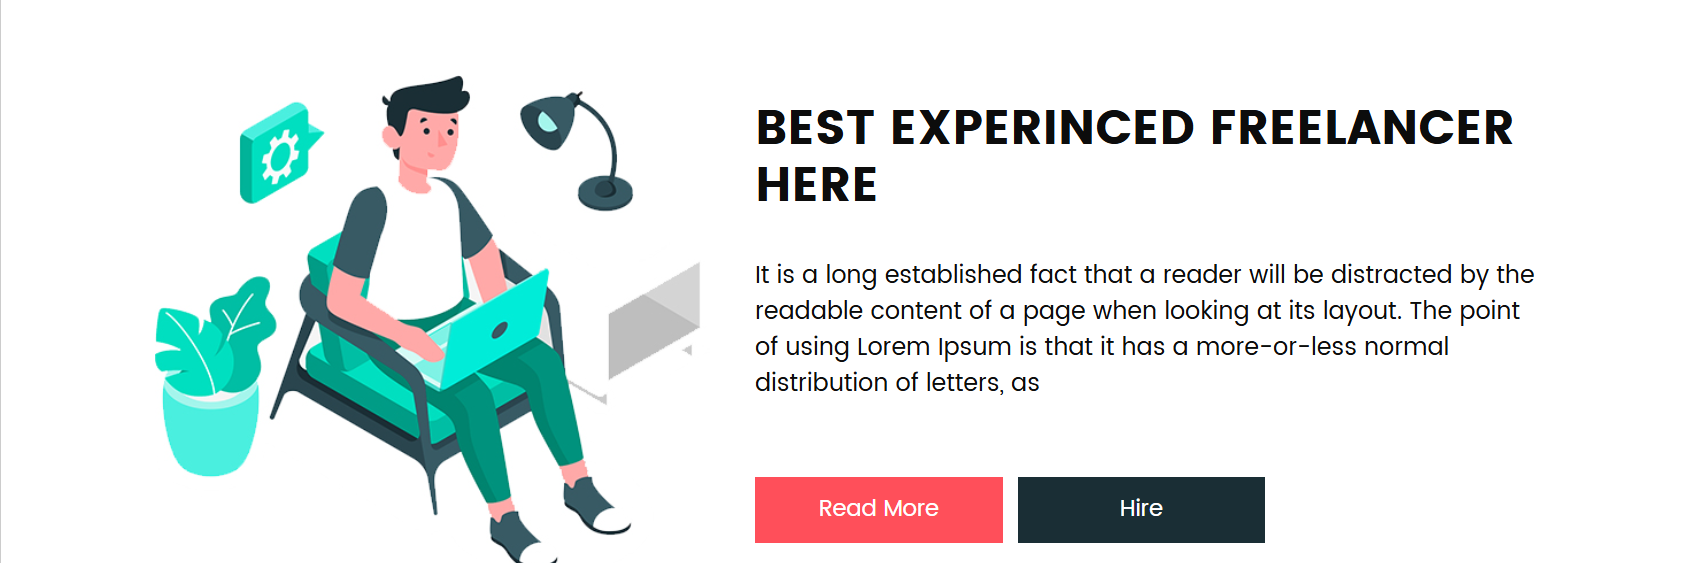 BEST EXPERINCED FREELANCER
HERE
It is a long established fact that a reader will be distracted by the
readable content of a page when looking at its layout. The point
of using Lorem Ipsum is that it has a more-or-less normal
distribution of letters, as
Read More
Hire